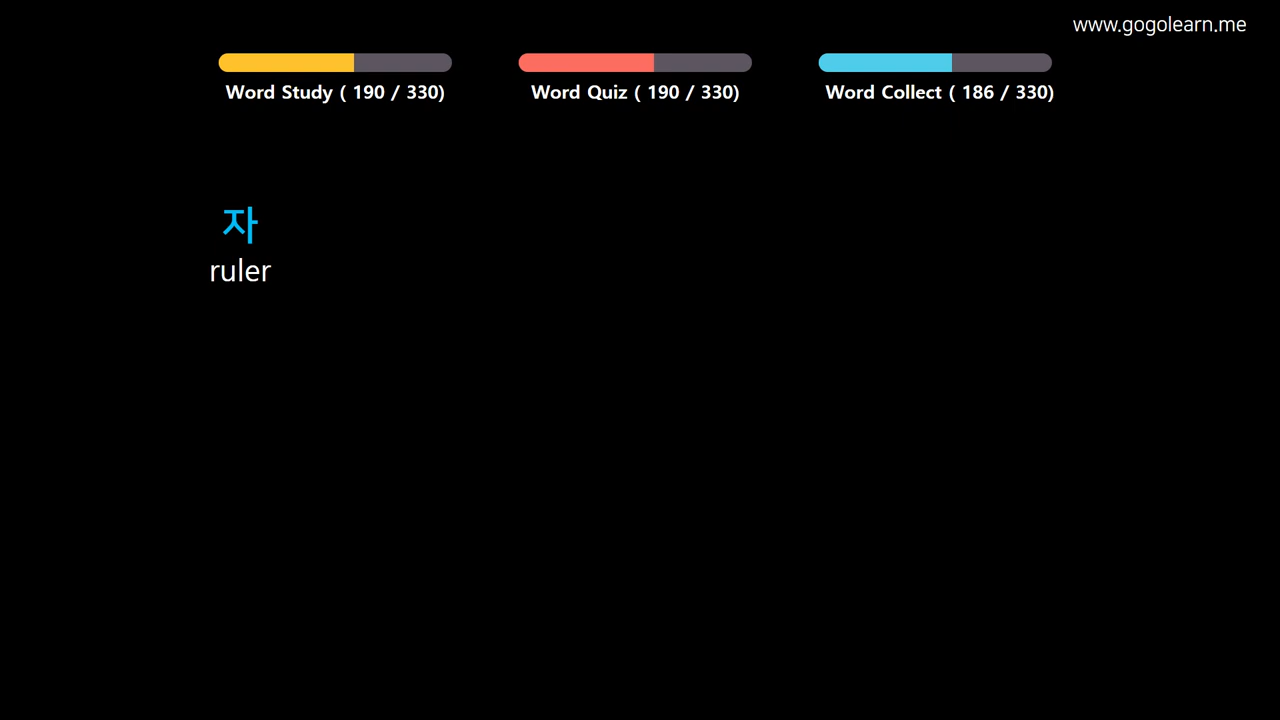 www.gogolearn.me
Word Study ( 190 / 330)
Word Quiz ( 190 / 330)
Word Collect ( 186 / 330)
자
ruler